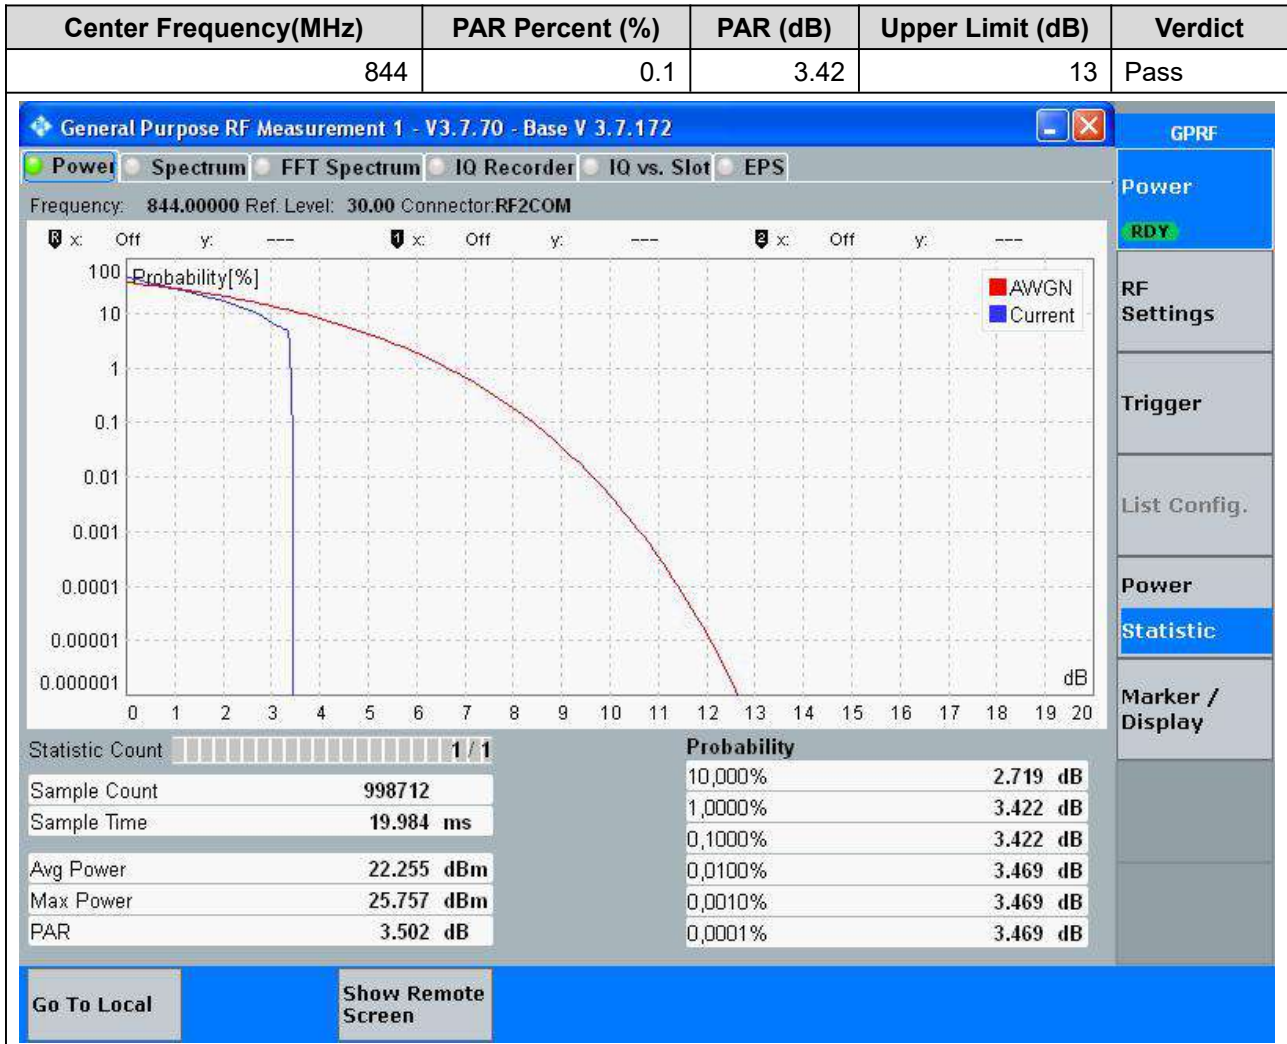 Center Frequency(MHz) PAR Percent (%) PAR (dB) Upper Limit (dB) Verdict
844 0.1 3.42 13 Pass
General Purpose RF Measurement 1 - V3.7.70 - Base V 3.7.172
GPRF
Power Spectrum FFT Spectrum IQ Recorder IQ vs. Slot EPS
Power
RDY
Frequency: 844.00000 Ref. Level: 30.00 Connector:RF2COM
R x: Off y: --- 1 x: Off y: --- 2 x: Off y: ---
Probability[%]
AWGN
Current
100
10
1
0.1
0.01
0.001
0.0001
0.00001
0.000001
dB
0 1 2 3 4 5 6 7 8 9 10 11 12 13 14 15 16 17 18 19 20
RF
Settings
Trigger
List Config.
Power
Statistic
Marker /
Display
Statistic Count 1 / 1
Sample Count 998712
Sample Time 19.984 ms
Avg Power 22.255 dBm
Max Power 25.757 dBm
PAR 3.502 dB
Probability
10,000% 2.719 dB
1,0000% 3.422 dB
0,1000% 3.422 dB
0,0100% 3.469 dB
0,0010% 3.469 dB
0,0001% 3.469 dB
Go To Local
Show Remote
Screen